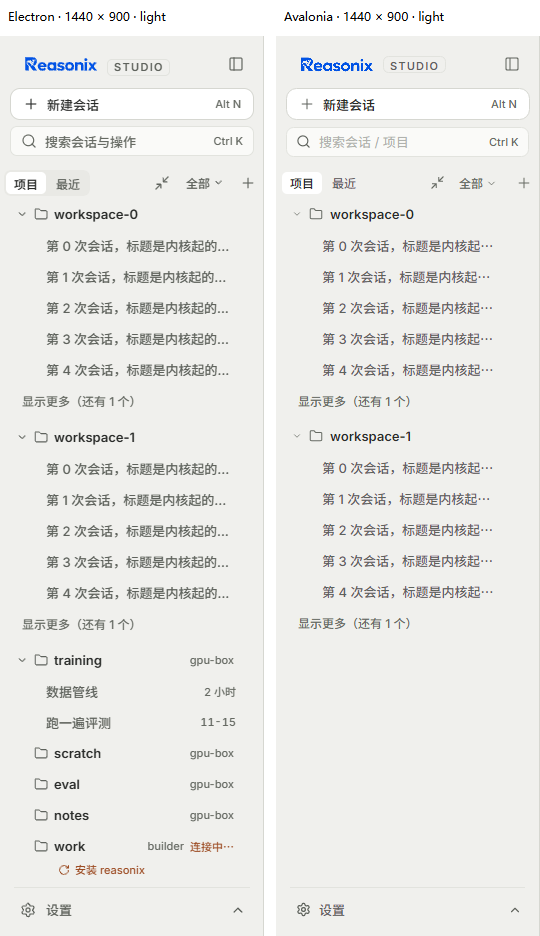 Electron · 1440 × 900 · light
Reasonix STUDIO
新建会话 Alt N
搜索会话与操作 Ctrl K
项目 最近 全部
workspace-0
第 0 次会话，标题是内核起的...
第 1 次会话，标题是内核起的...
第 2 次会话，标题是内核起的...
第 3 次会话，标题是内核起的...
第 4 次会话，标题是内核起的...
显示更多（还有 1 个）
workspace-1
第 0 次会话，标题是内核起的...
第 1 次会话，标题是内核起的...
第 2 次会话，标题是内核起的...
第 3 次会话，标题是内核起的...
第 4 次会话，标题是内核起的...
显示更多（还有 1 个）
training gpu-box
数据管线 2 小时
跑一遍评测 11-15
scratch gpu-box
eval gpu-box
notes gpu-box
work builder 连接中···
安装 reasonix
设置
Avalonia · 1440 × 900 · light
Reasonix STUDIO
新建会话 Alt N
搜索会话 / 项目 Ctrl K
项目 最近 全部
workspace-0
第 0 次会话，标题是内核起···
第 1 次会话，标题是内核起···
第 2 次会话，标题是内核起···
第 3 次会话，标题是内核起···
第 4 次会话，标题是内核起···
显示更多（还有 1 个）
workspace-1
第 0 次会话，标题是内核起···
第 1 次会话，标题是内核起···
第 2 次会话，标题是内核起···
第 3 次会话，标题是内核起···
第 4 次会话，标题是内核起···
显示更多（还有 1 个）
设置